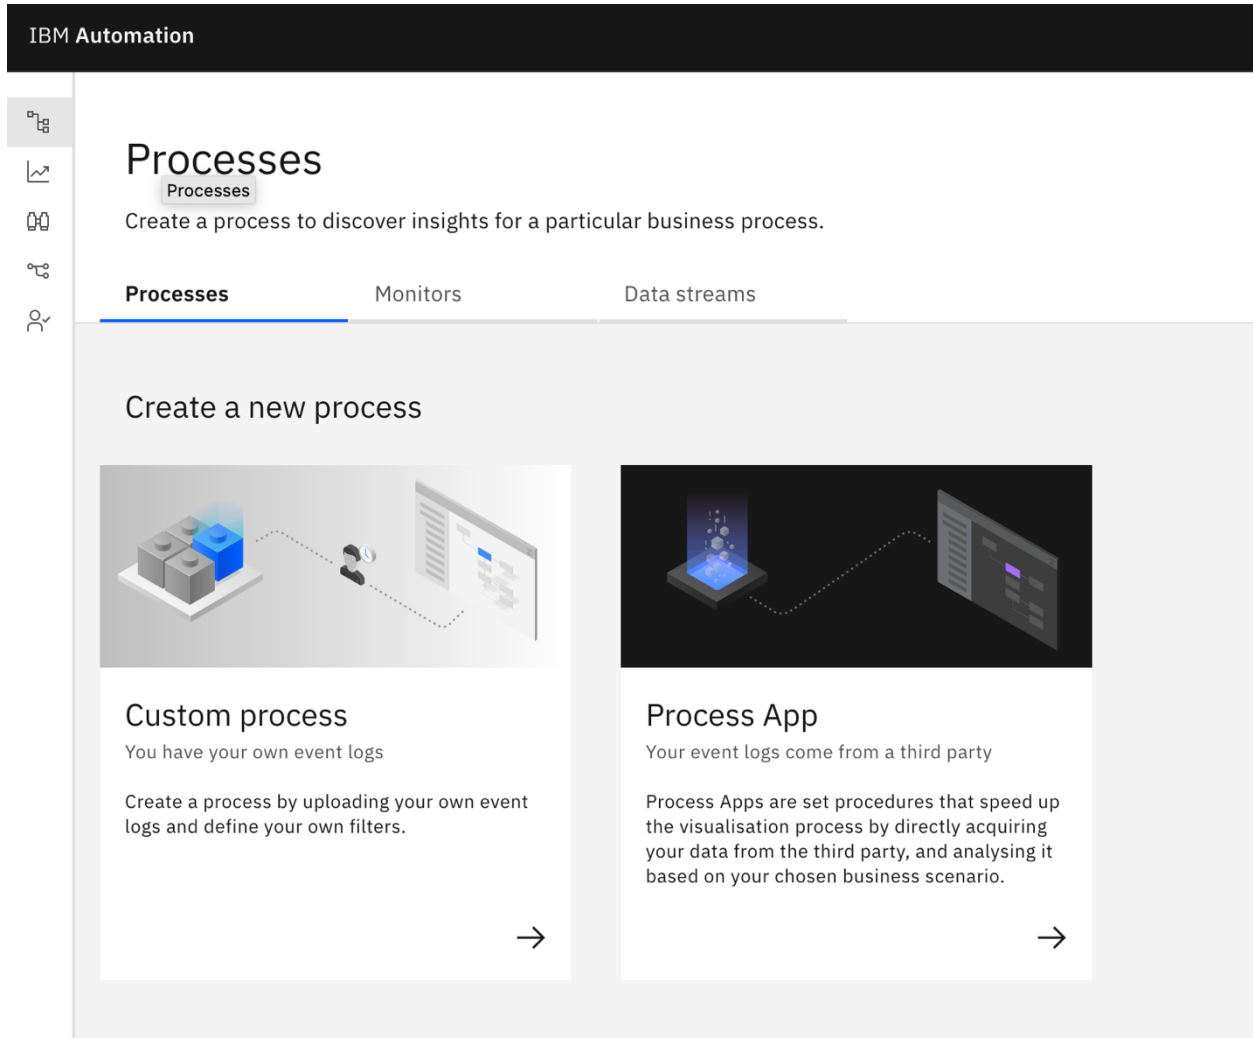 IBM Automation
Processes
Processes
Create a process to discover insights for a particular business process.
Processes
Monitors
Data streams
Create a new process
Custom process
You have your own event logs
Create a process by uploading your own event
logs and define your own filters.
Process App
Your event logs come from a third party
Process Apps are set procedures that speed up
the visualisation process by directly acquiring
your data from the third party, and analysing it
based on your chosen business scenario.